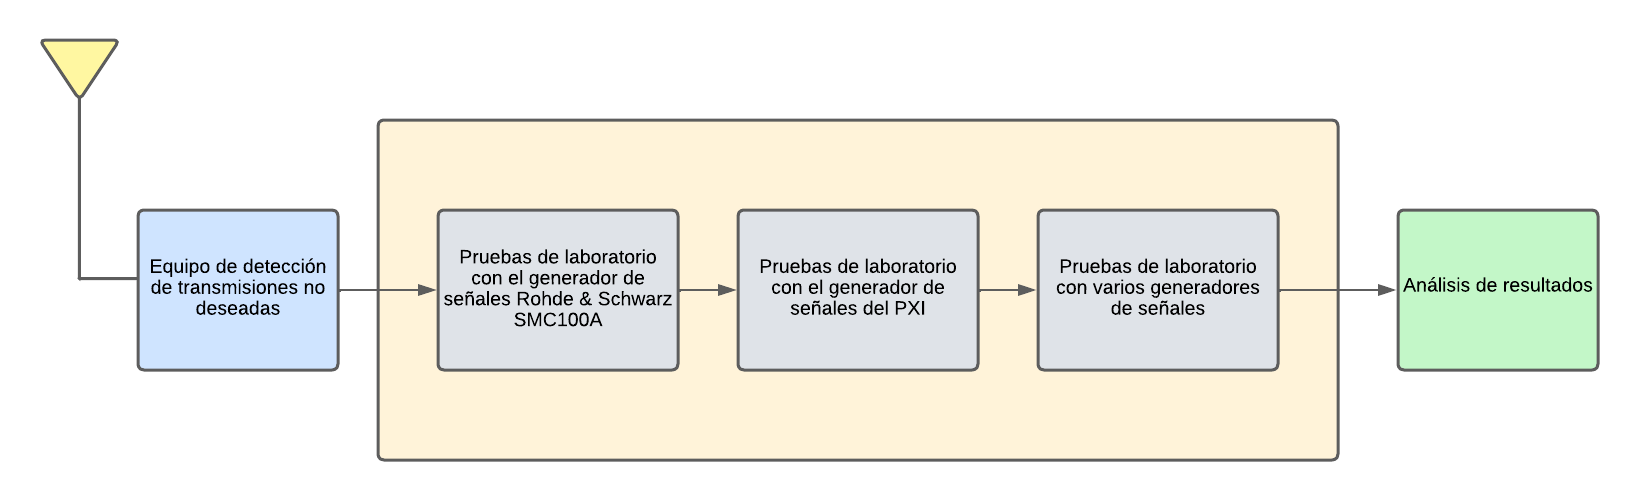 Equipo de detección
de transmisiones no
deseadas
Pruebas de laboratorio
con el generador de
señales Rohde & Schwarz
SMC100A
Pruebas de laboratorio
con el generador de
señales del PXI
Pruebas de laboratorio
con varios generadores
de señales
Análisis de resultados